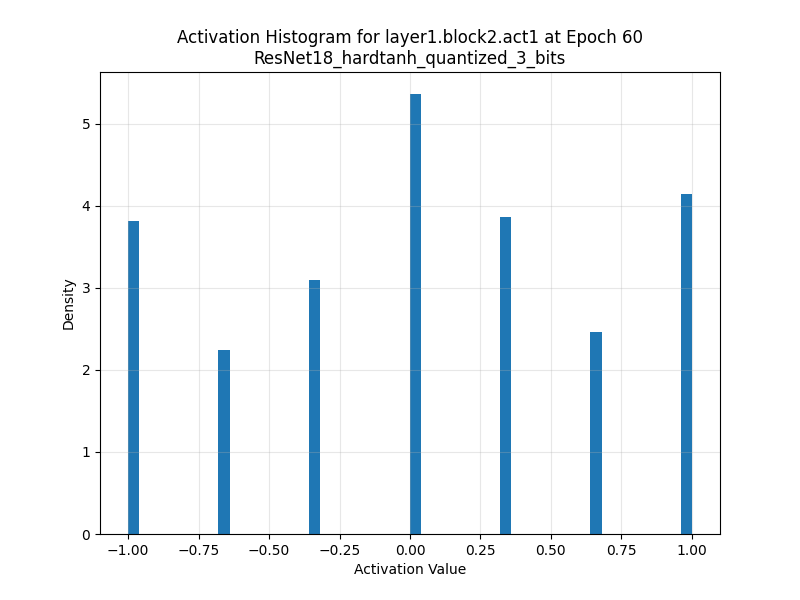 Activation Histogram for layer1.block2.act1 at Epoch 60
ResNet18_hardtanh_quantized_3_bits
Density
5
4
3
2
1
0
−1.00 −0.75 −0.50 −0.25 0.00 0.25 0.50 0.75 1.00
Activation Value